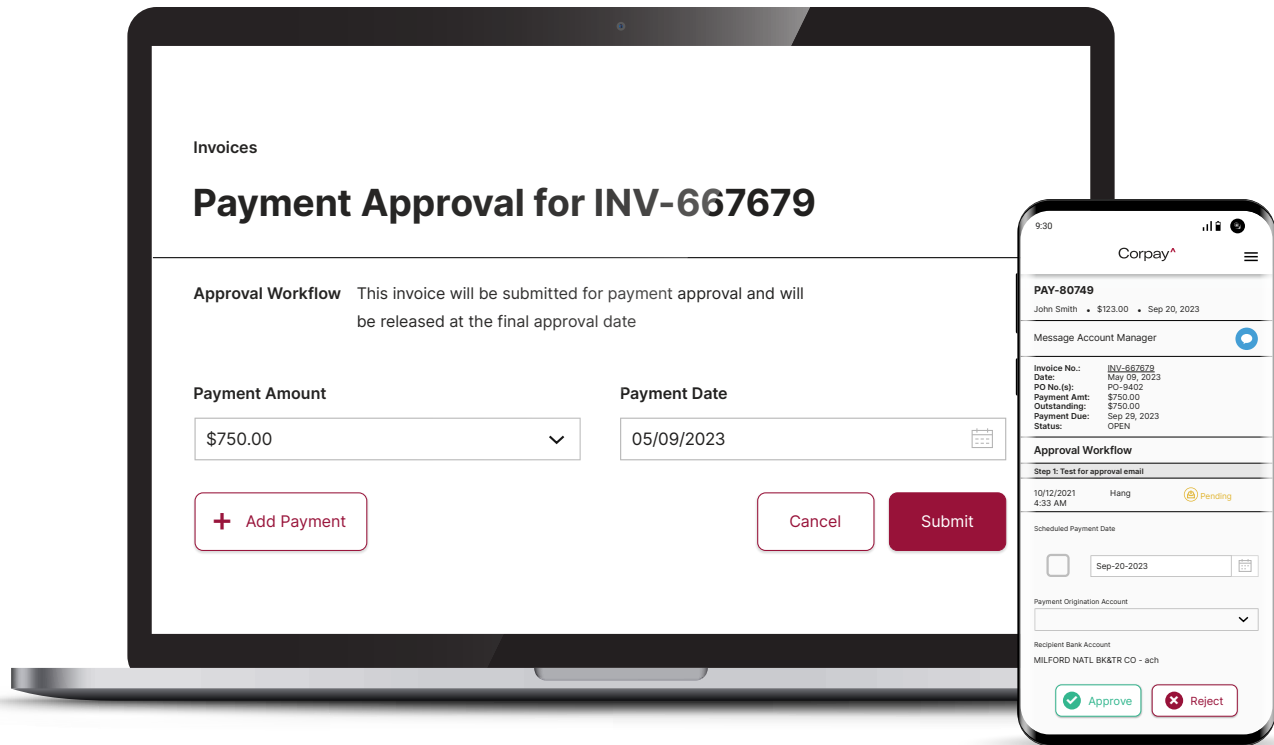 Invoices
Payment Approval for INV-667679
Approval Workflow This invoice will be submitted for payment approval and will
be released at the final approval date
Payment Amount
Payment Date
$750.00
05/09/2023
+ Add Payment
Cancel
Submit
9:30
Corpay^
PAY-80749
John Smith • $123.00 • Sep 20, 2023
Message Account Manager
Invoice No.: INV-667679
Date: May 09, 2023
PO No.(s): PO-9402
Payment Amt: $750.00
Outstanding: $750.00
Payment Due: Sep 29, 2023
Status: OPEN
Approval Workflow
Step 1: Test for approval email
10/12/2021 Hang Pending
4:33 AM
Scheduled Payment Date
Sep-20-2023
Payment Origination Account
Recipient Bank Account
MILFORD NATL BK&TR CO - ach
Approve
Reject